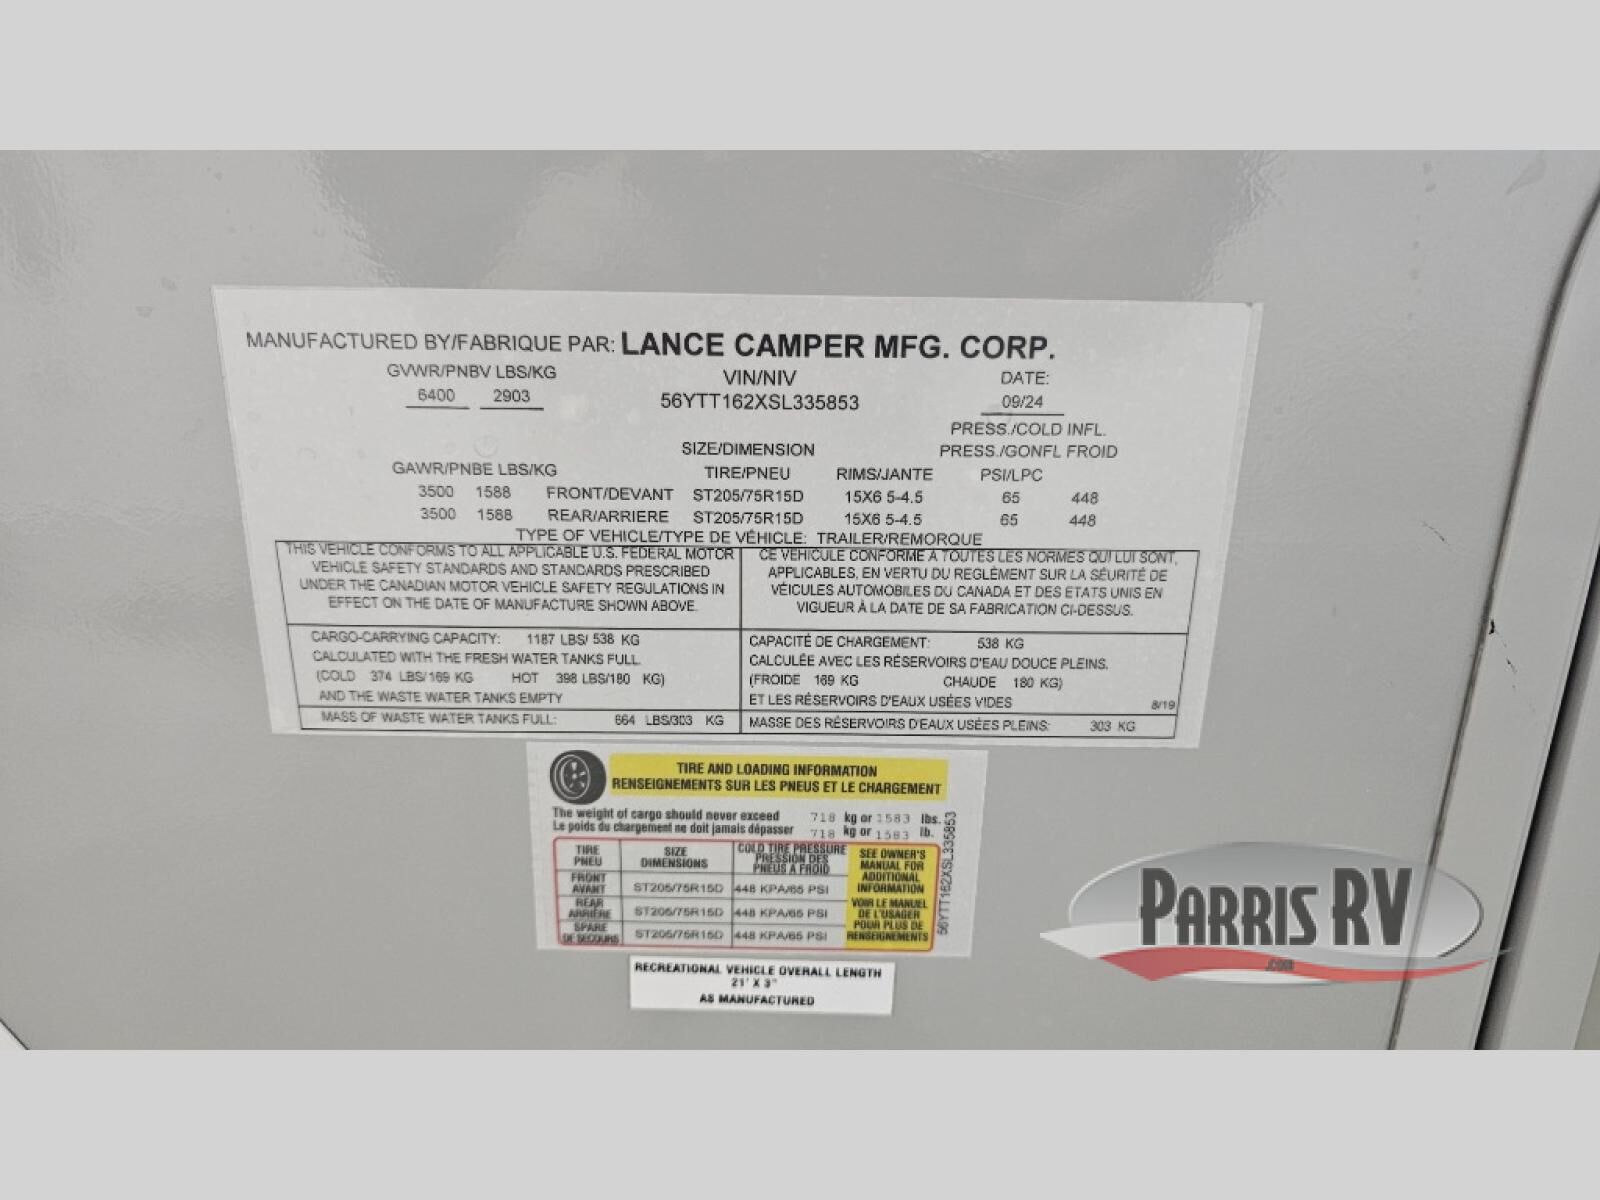 MANUFACTURED BY/FABRIQUE PAR: LANCE CAMPER MFG. CORP.
GVWR/PNBV LBS/KG VIN/NIV DATE:
6400 2903 56YTT162XSL335853 09/24
PRESS./COLD INFL.
SIZE/DIMENSION PRESS./GONFL FROID
GAWR/PNBE LBS/KG TIRE/PNEU RIMS/JANTE PSI/LPC
3500 1588 FRONT/DEVANT ST205/75R15D 15X6 5-4.5 65 448
3500 1588 REAR/ARRIERE ST205/75R15D 15X6 5-4.5 65 448
TYPE OF VEHICLE/TYPE DE VÉHICLE: TRAILER/REMORQUE
THIS VEHICLE CONFORMS TO ALL APPLICABLE U.S. FEDERAL MOTOR
VEHICLE SAFETY STANDARDS AND STANDARDS PRESCRIBED
UNDER THE CANADIAN MOTOR VEHICLE SAFETY REGULATIONS IN
EFFECT ON THE DATE OF MANUFACTURE SHOWN ABOVE.
CE VÉHICULE CONFORME À TOUTES LES NORMES QUI LUI SONT,
APPLICABLES, EN VERTU DU REGLÉMENT SUR LA SÉURITÉ DE
VÉICULES AUTOMOBILES DU CANADA ET DES ETATS UNIS EN
VIGUEUR À LA DATE DE SA FABRICATION CI-DESSUS.
CARGO-CARRYING CAPACITY: 1187 LBS/ 538 KG
CALCULATED WITH THE FRESH WATER TANKS FULL.
(COLD 374 LBS/169 KG HOT 398 LBS/180 KG)
AND THE WASTE WATER TANKS EMPTY
CAPACITÉ DE CHARGEMENT: 538 KG
CALCULÉE AVEC LES RÉSERVOIRS D'EAU DOUCE PLEINS.
(FROIDE 169 KG CHAUDE 180 KG)
ET LES RÉSERVOIRS D'EAUX USÉES VIDES 8/19
MASS OF WASTE WATER TANKS FULL: 664 LBS/303 KG
MASSE DES RÉSERVOIRS D'EAUX USÉES PLEINS: 303 KG
TIRE AND LOADING INFORMATION
RENSEIGNEMENTS SUR LES PNEUS ET LE CHARGEMENT
The weight of cargo should never exceed 718 kg or 1583 lbs.
Le poids du chargement ne doit jamais dépasser 718 kg or 1583 lb.
TIRE
PNEU
SIZE
DIMENSIONS
COLD TIRE PRESSURE
PRESSION DES
PNEUS A FROID
FRONT
AVANT
ST205/75R15D 448 KPA/65 PSI
REAR
ARRIÈRE
ST205/75R15D 448 KPA/65 PSI
SPARE
DE SECOURS
ST205/75R15D 448 KPA/65 PSI
SEE OWNER'S
MANUAL FOR
ADDITIONAL
INFORMATION
VOIR LE MANUEL
DE L'USAGER
POUR PLUS DE
RENSEIGNEMENTS
56YTT162XSL335853
RECREATIONAL VEHICLE OVERALL LENGTH
21' X 3"
AS MANUFACTURED
PARRIS RV
.com